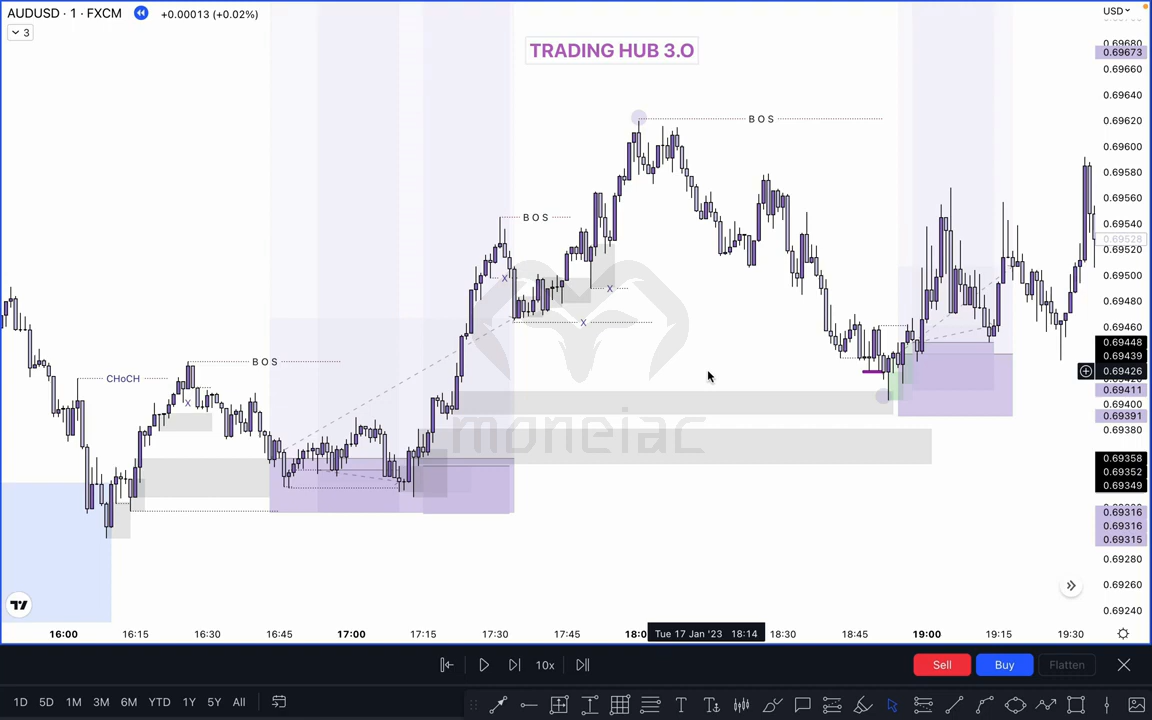 AUDUSD · 1 · FXCM +0.00013 (+0.02%)
USD
3
TRADING HUB 3.O
0.69680
0.69673
0.69660
0.69640
0.69620
0.69600
0.69580
0.69560
0.69540
0.69528
0.69520
0.69500
0.69480
0.69460
0.69448
0.69439
0.69426
0.69411
0.69400
0.69391
0.69380
0.69358
0.69352
0.69349
0.69316
0.69316
0.69315
0.69280
0.69260
0.69240
B O S
B O S
X
X
X
B O S
CHoCH
X
moneiac
16:00 16:15 16:30 16:45 17:00 17:15 17:30 17:45 18:0 Tue 17 Jan '23 18:14 18:30 18:45 19:00 19:15 19:30
10x
Sell Buy Flatten
1D 5D 1M 3M 6M YTD 1Y 5Y All